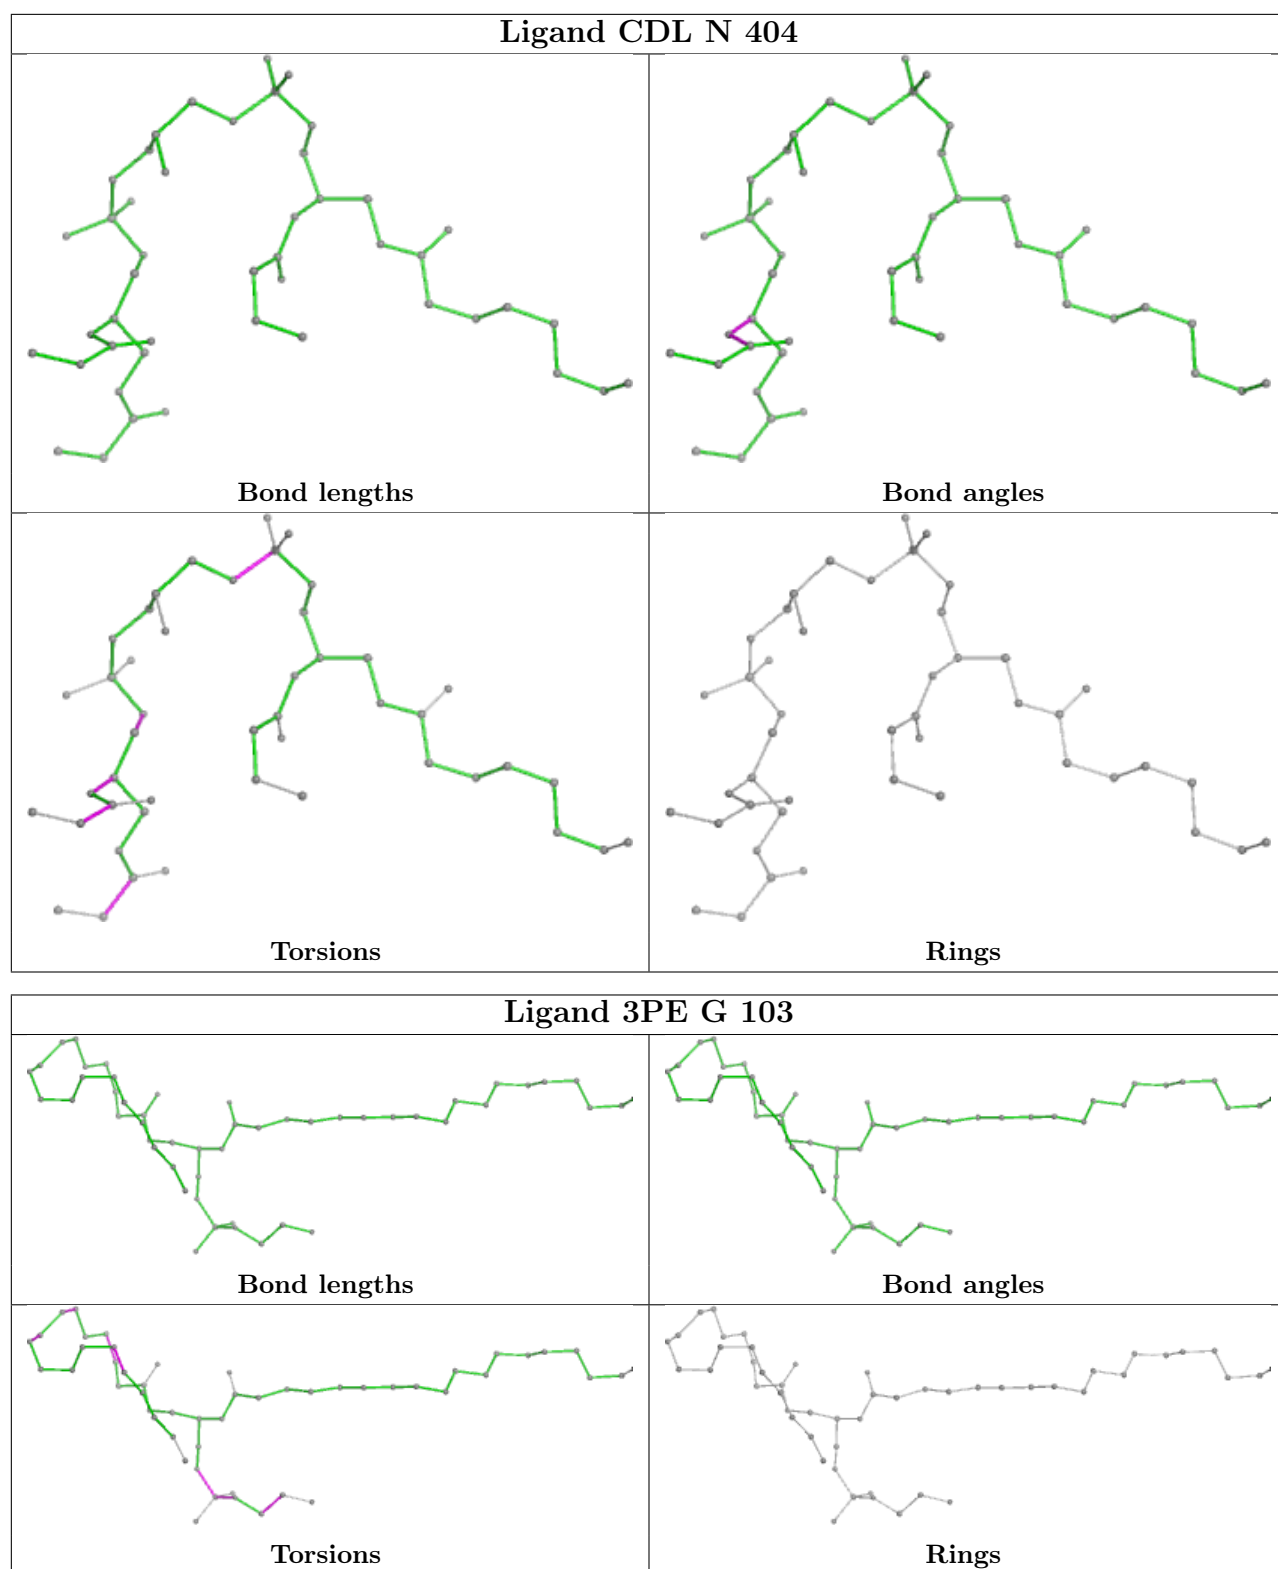 Ligand CDL N 404
Bond lengths
Bond angles
Torsions
Rings
Ligand 3PE G 103
Bond lengths
Bond angles
Torsions
Rings